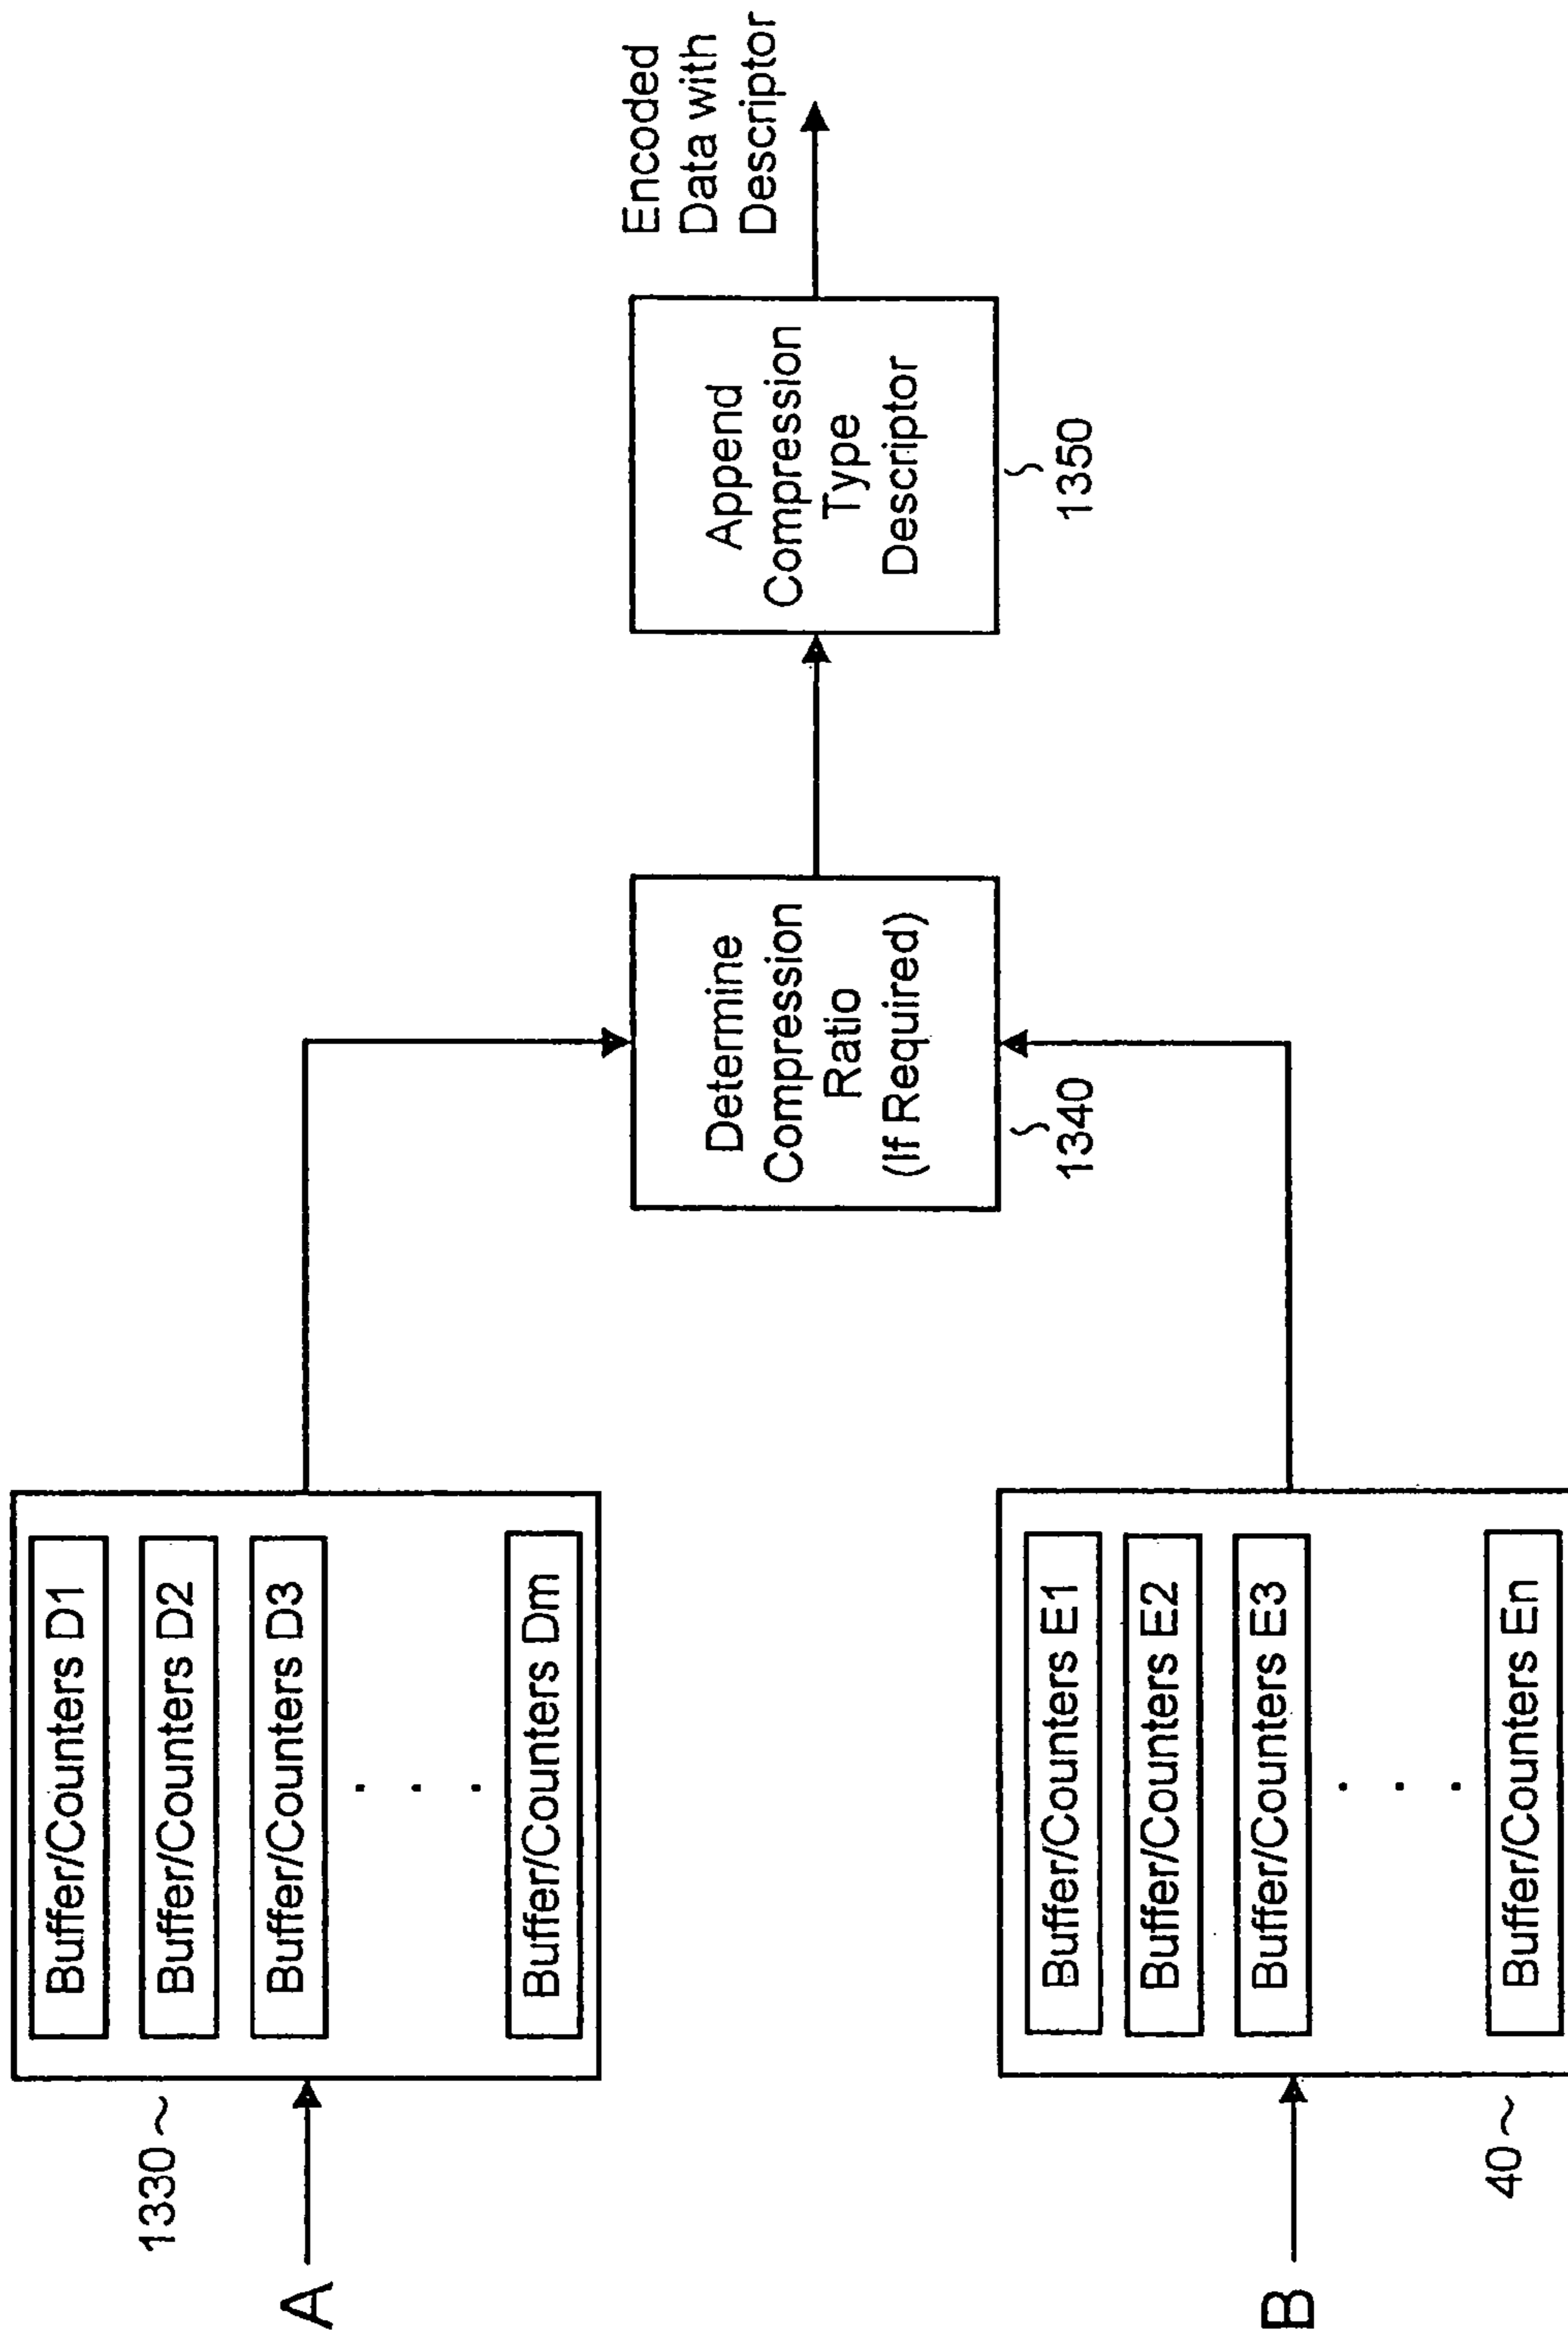 1330
A
Buffer/Counters D1
Buffer/Counters D2
Buffer/Counters D3
. . .
Buffer/Counters Dm
B
40
Buffer/Counters E1
Buffer/Counters E2
Buffer/Counters E3
. . .
Buffer/Counters En
Determine
Compression
Ratio
(If Required)
1340
Append
Compression
Type
Descriptor
1350
Encoded
Data with
Descriptor